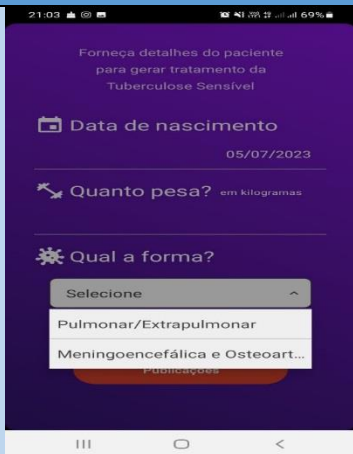 21:03 69%
Forneça detalhes do paciente
para gerar tratamento da
Tuberculose Sensível
Data de nascimento
05/07/2023
Quanto pesa? em kilogramas
Qual a forma?
Selecione
Pulmonar/Extrapulmonar
Meningoencefálica e Osteoart...
Publicações